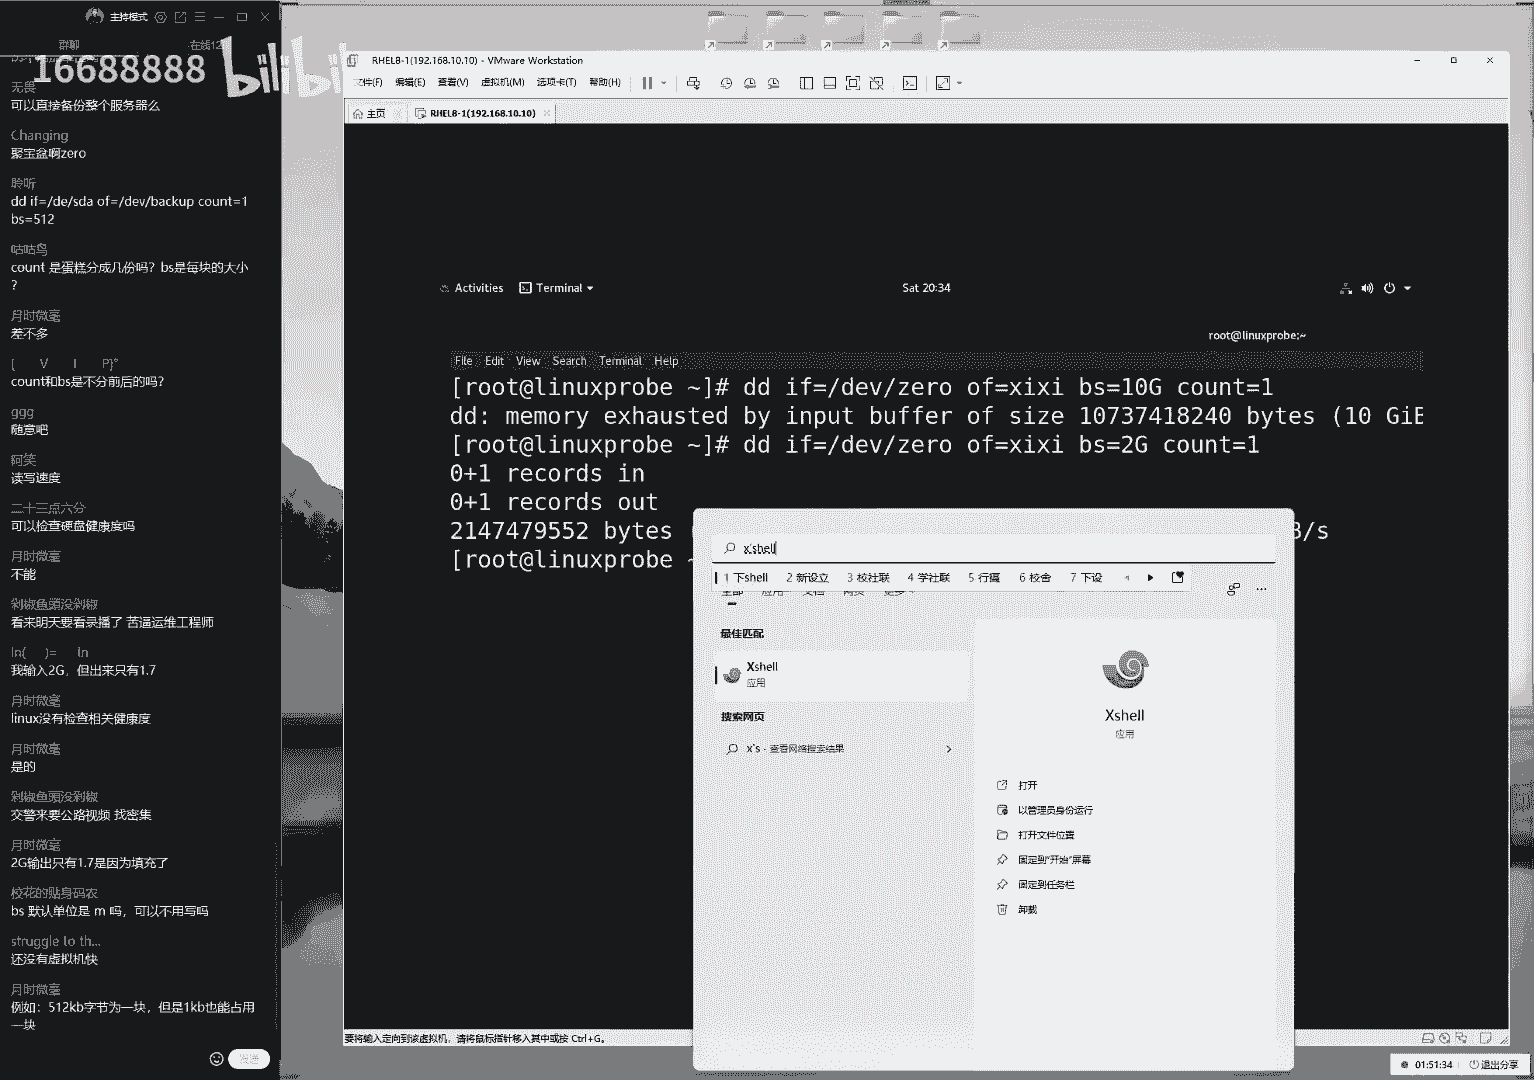 主持模式
群聊
在线12
16688888
bilibi
无畏
可以直接备份整个服务器么
Changing
聚宝盆啊zero
聆听
dd if=/de/sda of=/dev/backup count=1
bs=512
咕咕鸟
count 是蛋糕分成几份吗？bs是每块的大小
？
月时微毫
差不多
[ V I P}°
count和bs是不分前后的吗？
ggg
随意吧
阿笑
读写速度
二十三点六分
可以检查硬盘健康度吗
月时微毫
不能
剁椒鱼头没剁椒
看来明天要看录播了 苦逼运维工程师
ln( )= ln
我输入2G，但出来只有1.7
月时微毫
linux没有检查相关健康度
月时微毫
是的
剁椒鱼头没剁椒
交警来要公路视频 找密集
月时微毫
2G输出只有1.7是因为填充了
校花的贴身码农
bs 默认单位是 m 吗，可以不用写吗
struggle to th...
还没有虚拟机快
月时微毫
例如：512kb字节为一块，但是1kb也能占用
一块
发送
RHEL8-1(192.168.10.10) - VMware Workstation
文件(F) 编辑(E) 查看(V) 虚拟机(M) 选项卡(T) 帮助(H)
主页 RHEL8-1(192.168.10.10)
Activities Terminal Sat 20:34
root@linuxprobe:~
File Edit View Search Terminal Help
[root@linuxprobe ~]# dd if=/dev/zero of=xixi bs=10G count=1
dd: memory exhausted by input buffer of size 10737418240 bytes (10 GiB
[root@linuxprobe ~]# dd if=/dev/zero of=xixi bs=2G count=1
0+1 records in
0+1 records out
2147479552 bytes B/s
[root@linuxprobe ~
x'shell
1 下shell 2 新设立 3 校社联 4 学社联 5 行偃 6 校舍 7 下设
全部 应用 文档 网页 更多
最佳匹配
Xshell
应用
搜索网页
x's - 查看网络搜索结果
Xshell
应用
打开
以管理员身份运行
打开文件位置
固定到"开始"屏幕
固定到任务栏
卸载
要将输入定向到该虚拟机，请将鼠标指针移入其中或按 Ctrl+G。
01:51:34 退出分享